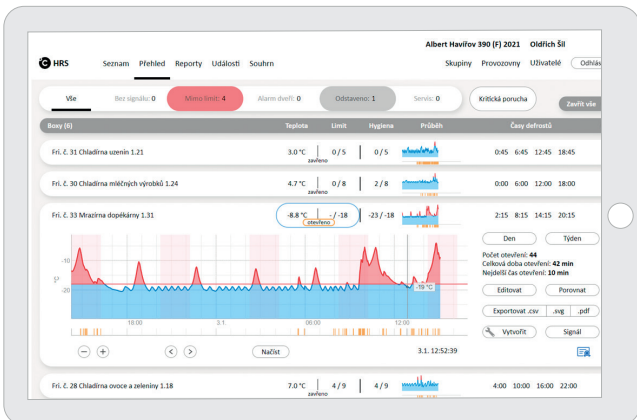 Albert Havířov 390 (F) 2021 Oldřich Šil
HRS Seznam Přehled Reporty Události Souhrn Skupiny Provozovny Uživatelé Odhlás
Vše Bez signálu: 0 Mimo limit: 4 Alarm dveří: 0 Odstaveno: 1 Servis: 0 Kritická porucha Zavřít vše
Boxy (6) Teplota Limit Hygiena Průběh Časy defrostů
Fri. č. 31 Chladírna uzenin 1.21 3.0 °C zavřeno 0 / 5 0 / 5 0:45 6:45 12:45 18:45
Fri. č. 30 Chladírna mléčných výrobků 1.24 4.7 °C zavřeno 0 / 8 2 / 8 0:00 6:00 12:00 18:00
Fri. č. 33 Mrazírna dopékárny 1.31 -8.8 °C otevřeno - / -18 -23 / -18 2:15 8:15 14:15 20:15
Den Týden
Počet otevření: 44
Celková doba otevření: 42 min
Nejdelší čas otevření: 10 min
-10
°C
-20
-19 °C
Editovat Porovnat
Exportovat .csv .svg .pdf
18:00 3.1. 06:00 12:00
Vytvořit Signál
Načíst 3.1. 12:52:39
Fri. č. 28 Chladírna ovoce a zeleniny 1.18 7.0 °C zavřeno 4 / 9 4 / 9 4:00 10:00 16:00 22:00